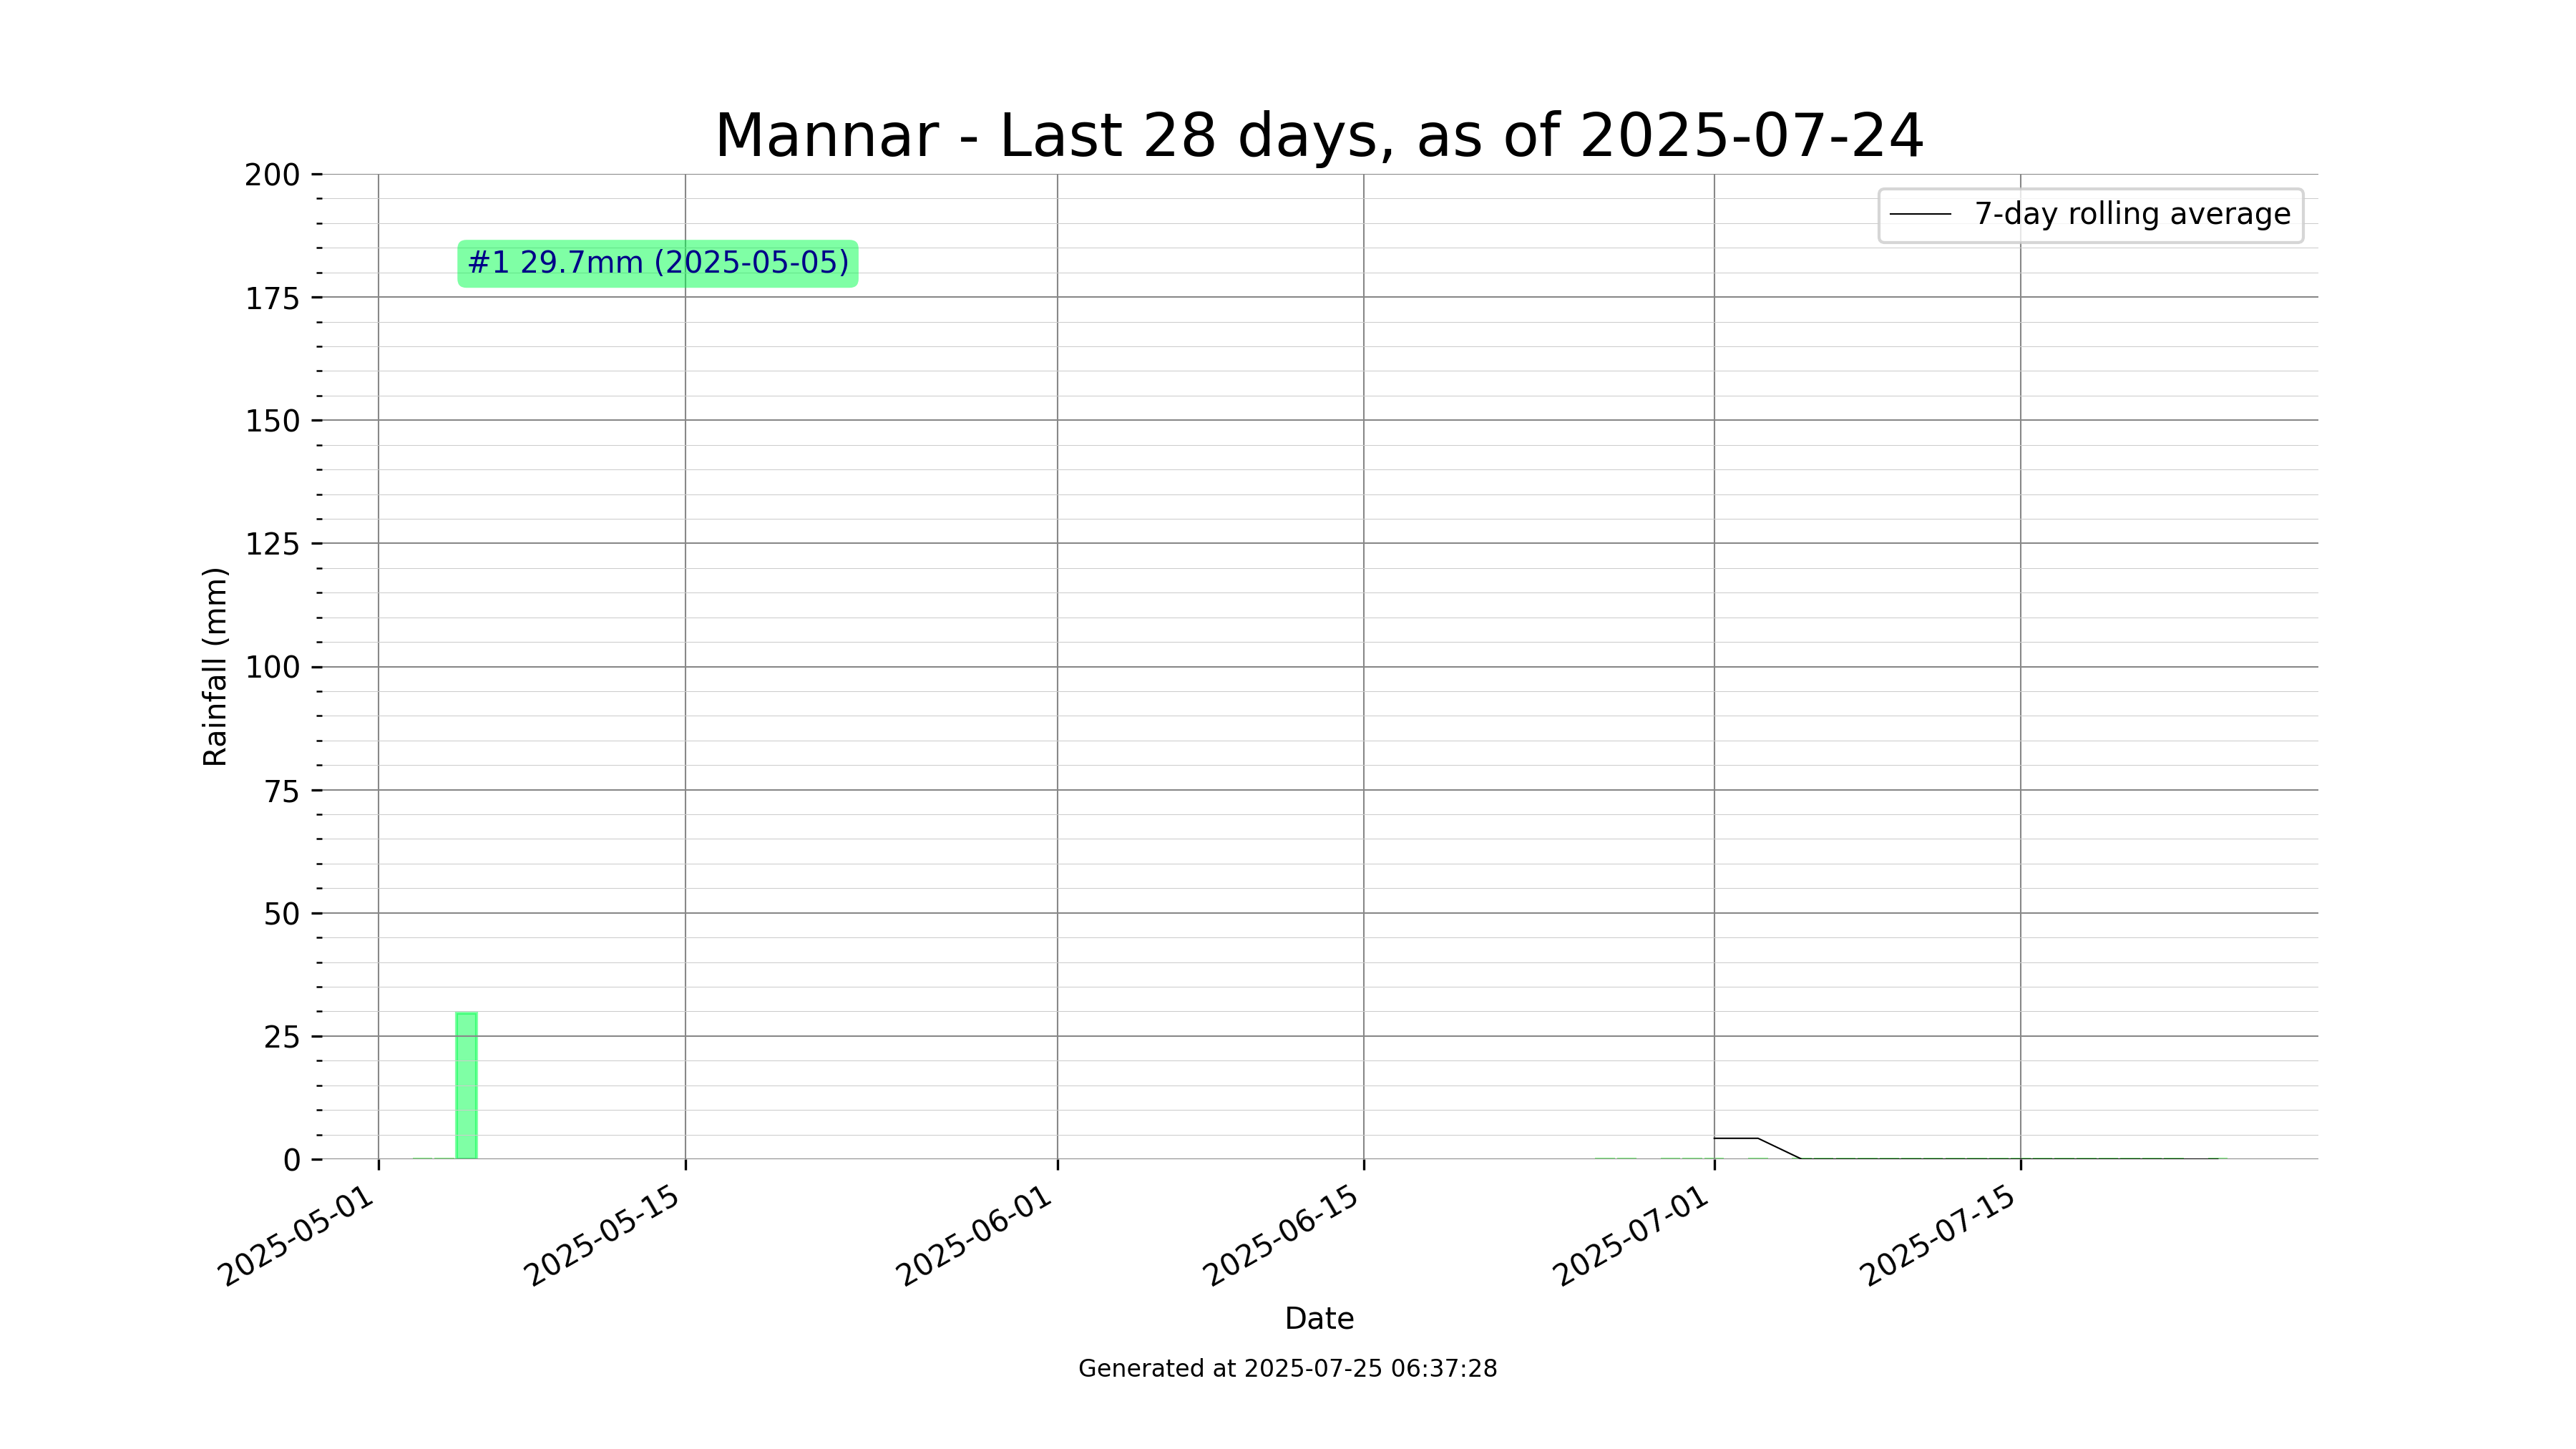 Mannar - Last 28 days, as of 2025-07-24
200
175
150
125
100
75
50
25
0
Rainfall (mm)
7-day rolling average
#1 29.7mm (2025-05-05)
2025-05-01
2025-05-15
2025-06-01
2025-06-15
2025-07-01
2025-07-15
Date
Generated at 2025-07-25 06:37:28